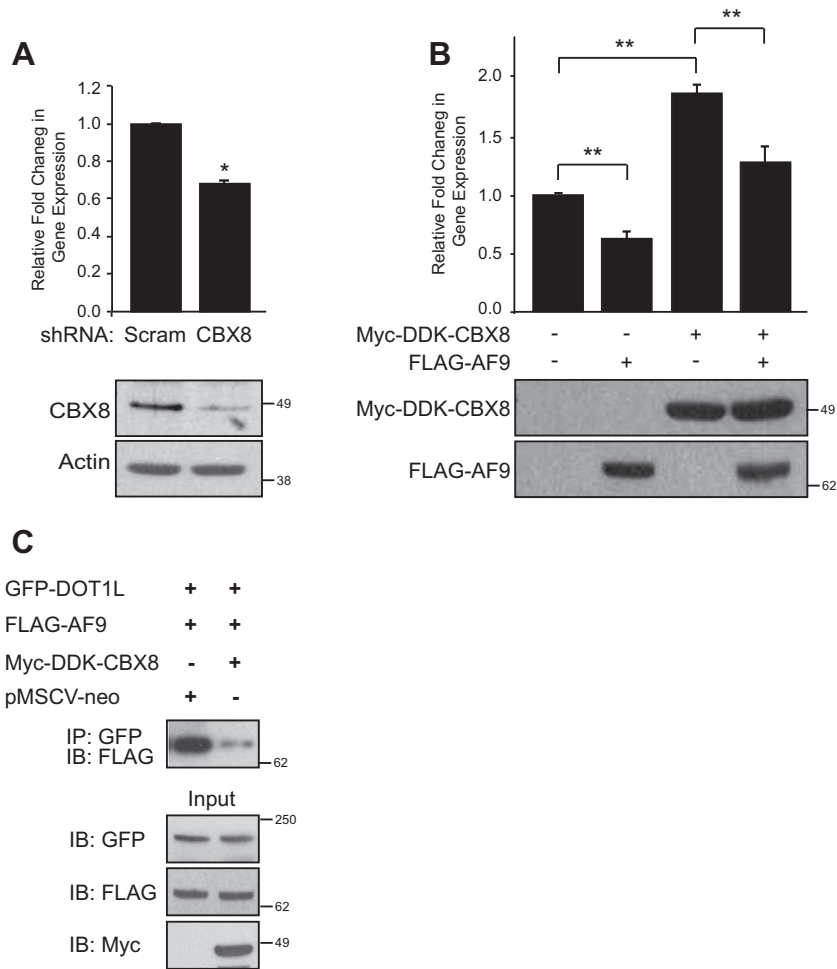 A
Relative Fold Chaneg in
Gene Expression
1.2
1.0
0.8
0.6
0.4
0.2
0.0
*
shRNA: Scram CBX8
CBX8
49
Actin
38
B
Relative Fold Chaneg in
Gene Expression
2.0
1.5
1.0
0.5
0.0
**
**
**
Myc-DDK-CBX8 - - + +
FLAG-AF9 - + - +
Myc-DDK-CBX8
49
FLAG-AF9
62
C
GFP-DOT1L + +
FLAG-AF9 + +
Myc-DDK-CBX8 - +
pMSCV-neo + -
IP: GFP
IB: FLAG
62
Input
IB: GFP
250
IB: FLAG
62
IB: Myc
49